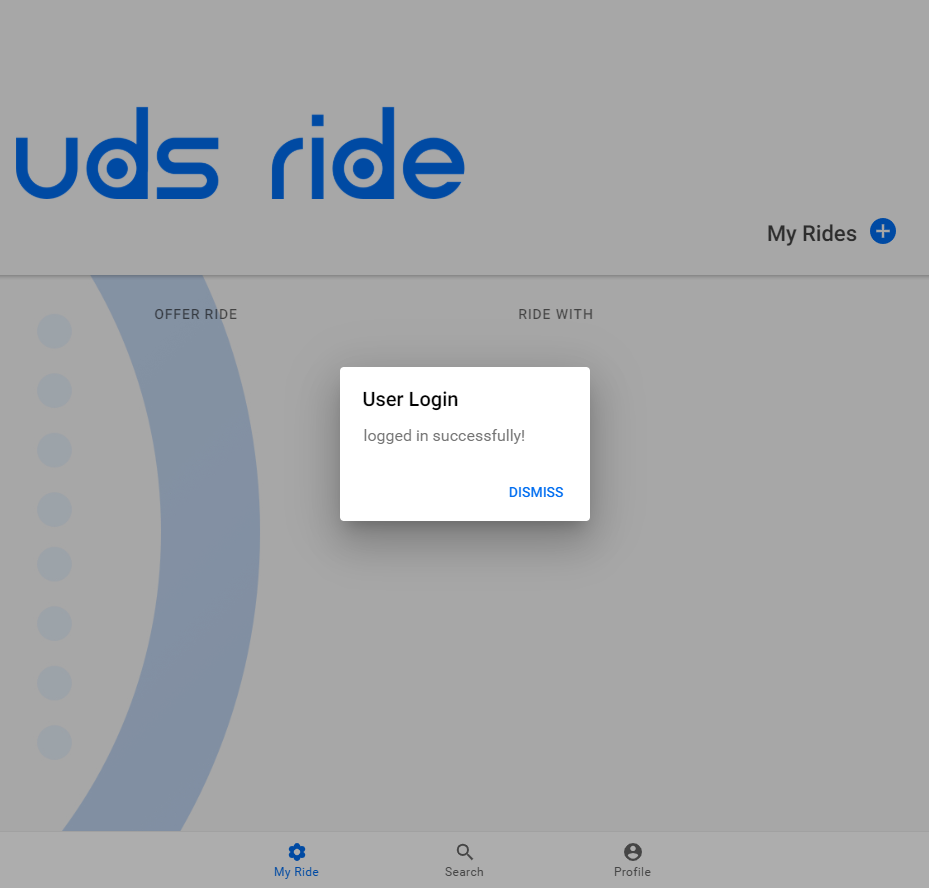 uds ride
My Rides
OFFER RIDE RIDE WITH
User Login
logged in successfully!
DISMISS
My Ride Search Profile